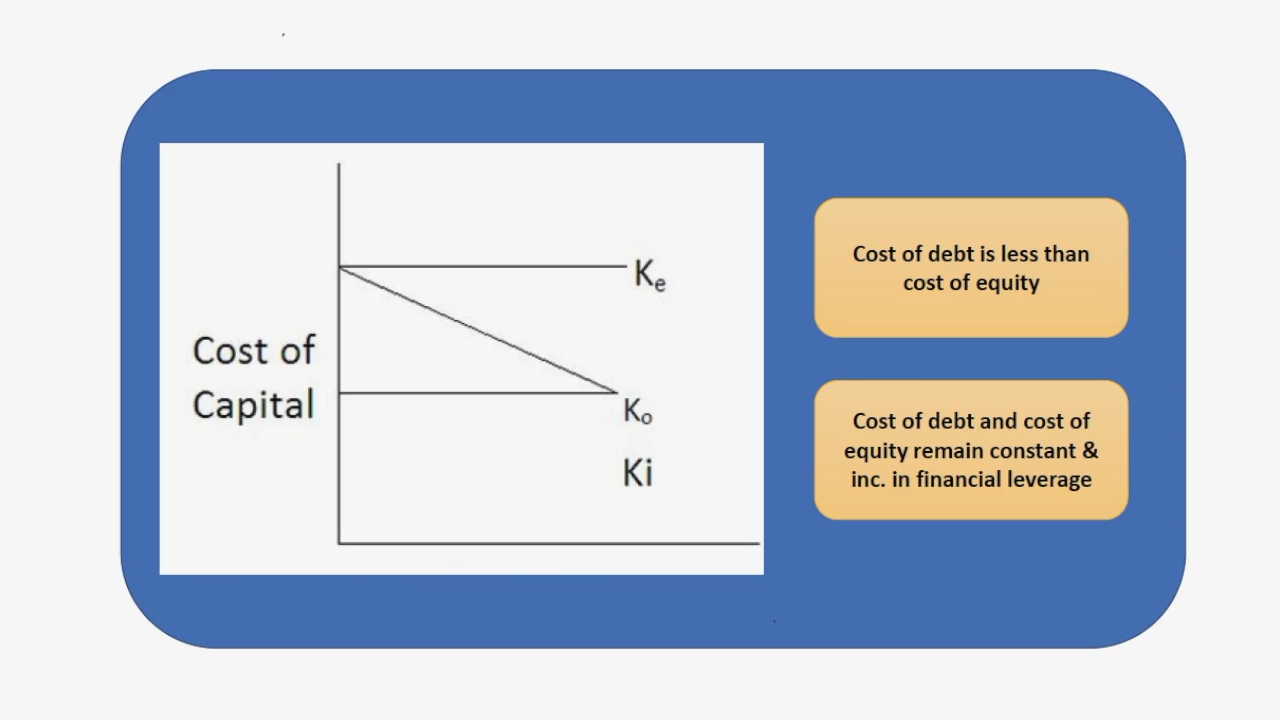 Cost of
Capital
Kₑ
Kₒ
Ki
Cost of debt is less than
cost of equity
Cost of debt and cost of
equity remain constant &
inc. in financial leverage